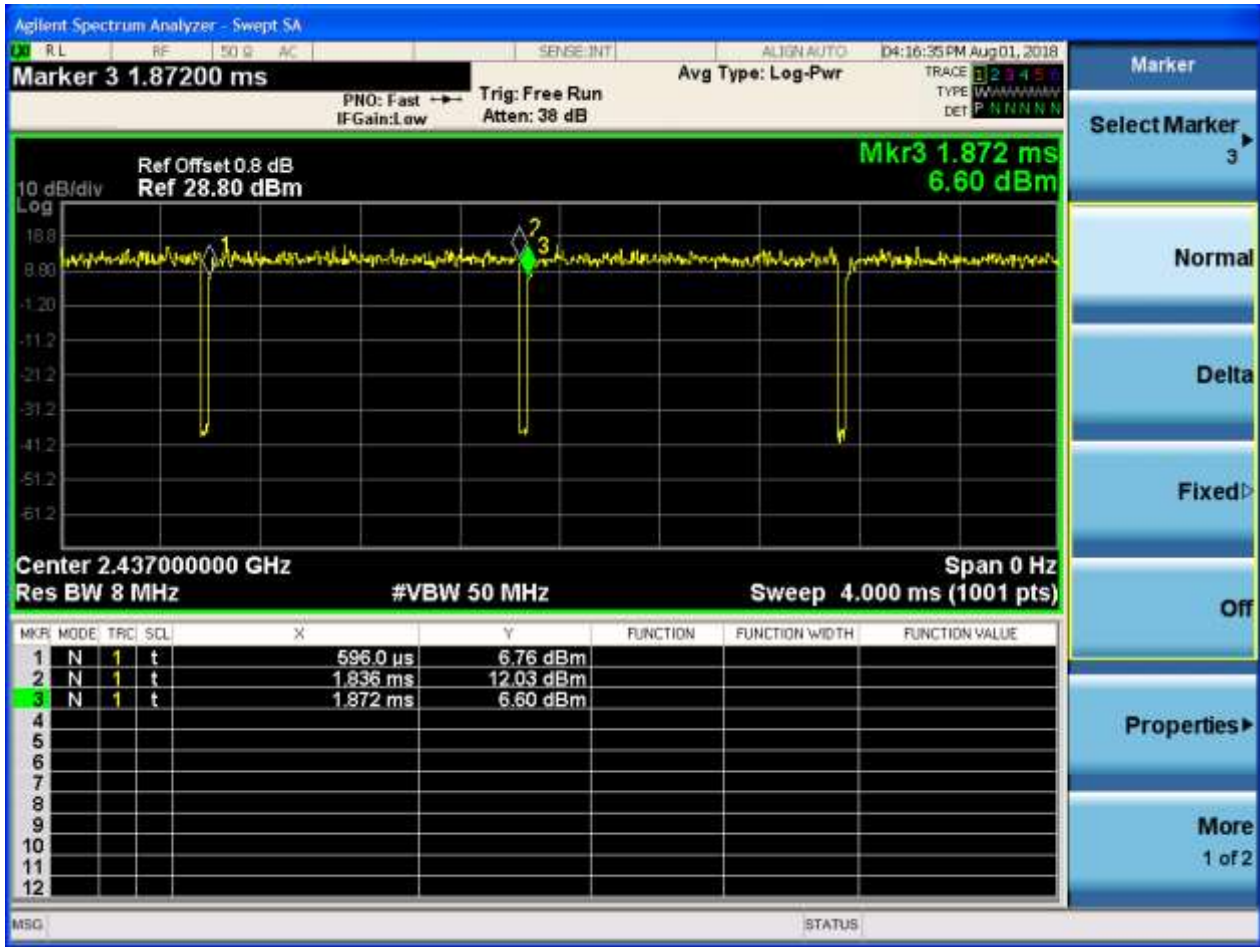 Agilent Spectrum Analyzer - Swept SA
RL RF 50 Ω AC SENSE:INT ALIGN AUTO 04:16:35 PM Aug 01, 2018
Marker 3 1.87200 ms
PNO: Fast
IFGain:Low
Trig: Free Run
Atten: 38 dB
Avg Type: Log-Pwr
TRACE 1 2 3 4 5 6
TYPE
DET P N N N N N
Ref Offset 0.8 dB
10 dB/div Ref 28.80 dBm
Mkr3 1.872 ms
6.60 dBm
Log
18.8
8.80
-1.20
-11.2
-21.2
-31.2
-41.2
-51.2
-61.2
1
2
3
Center 2.437000000 GHz Span 0 Hz
Res BW 8 MHz #VBW 50 MHz Sweep 4.000 ms (1001 pts)
MKR MODE TRC SCL X Y FUNCTION FUNCTION WIDTH FUNCTION VALUE
1 N 1 t 596.0 µs 6.76 dBm
2 N 1 t 1.836 ms 12.03 dBm
3 N 1 t 1.872 ms 6.60 dBm
4
5
6
7
8
9
10
11
12
MSG STATUS
Marker
Select Marker
3
Normal
Delta
Fixed
Off
Properties
More
1 of 2